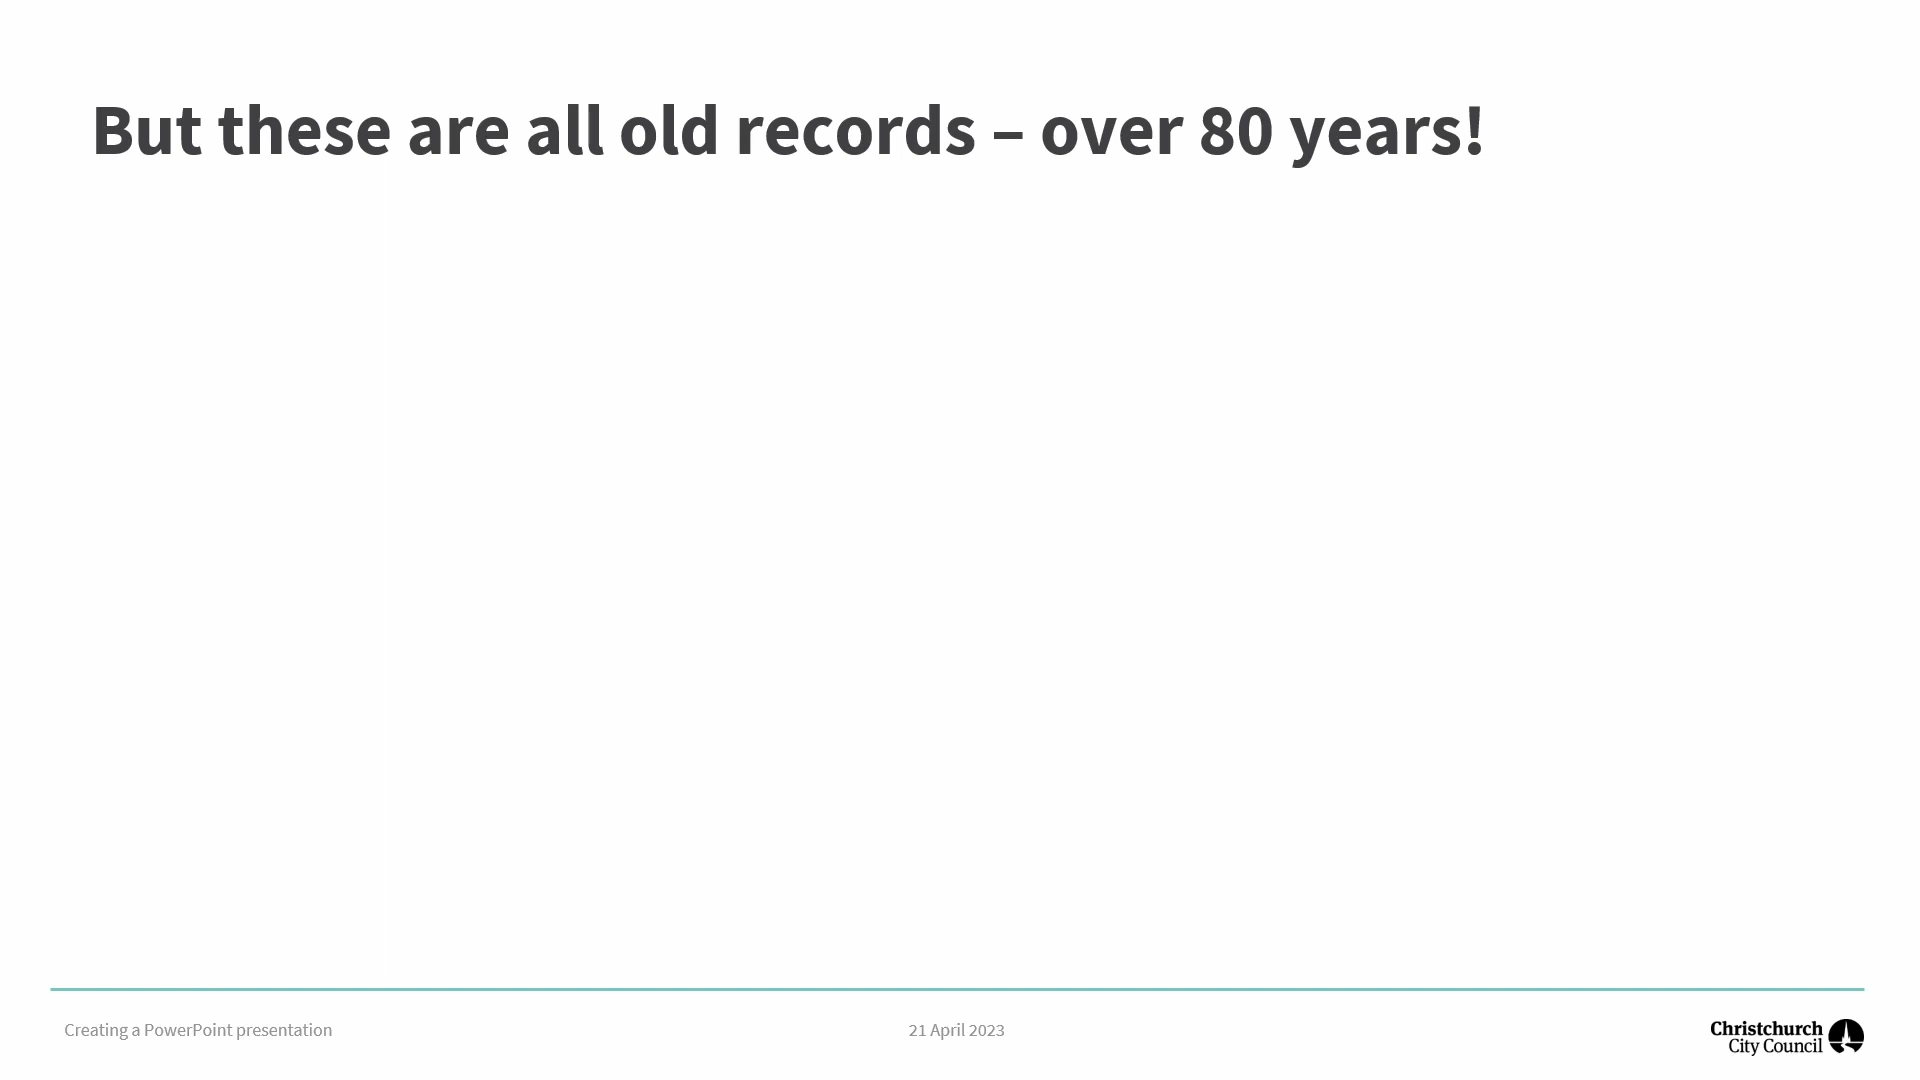 But these are all old records – over 80 years!
Creating a PowerPoint presentation
21 April 2023
Christchurch
City Council